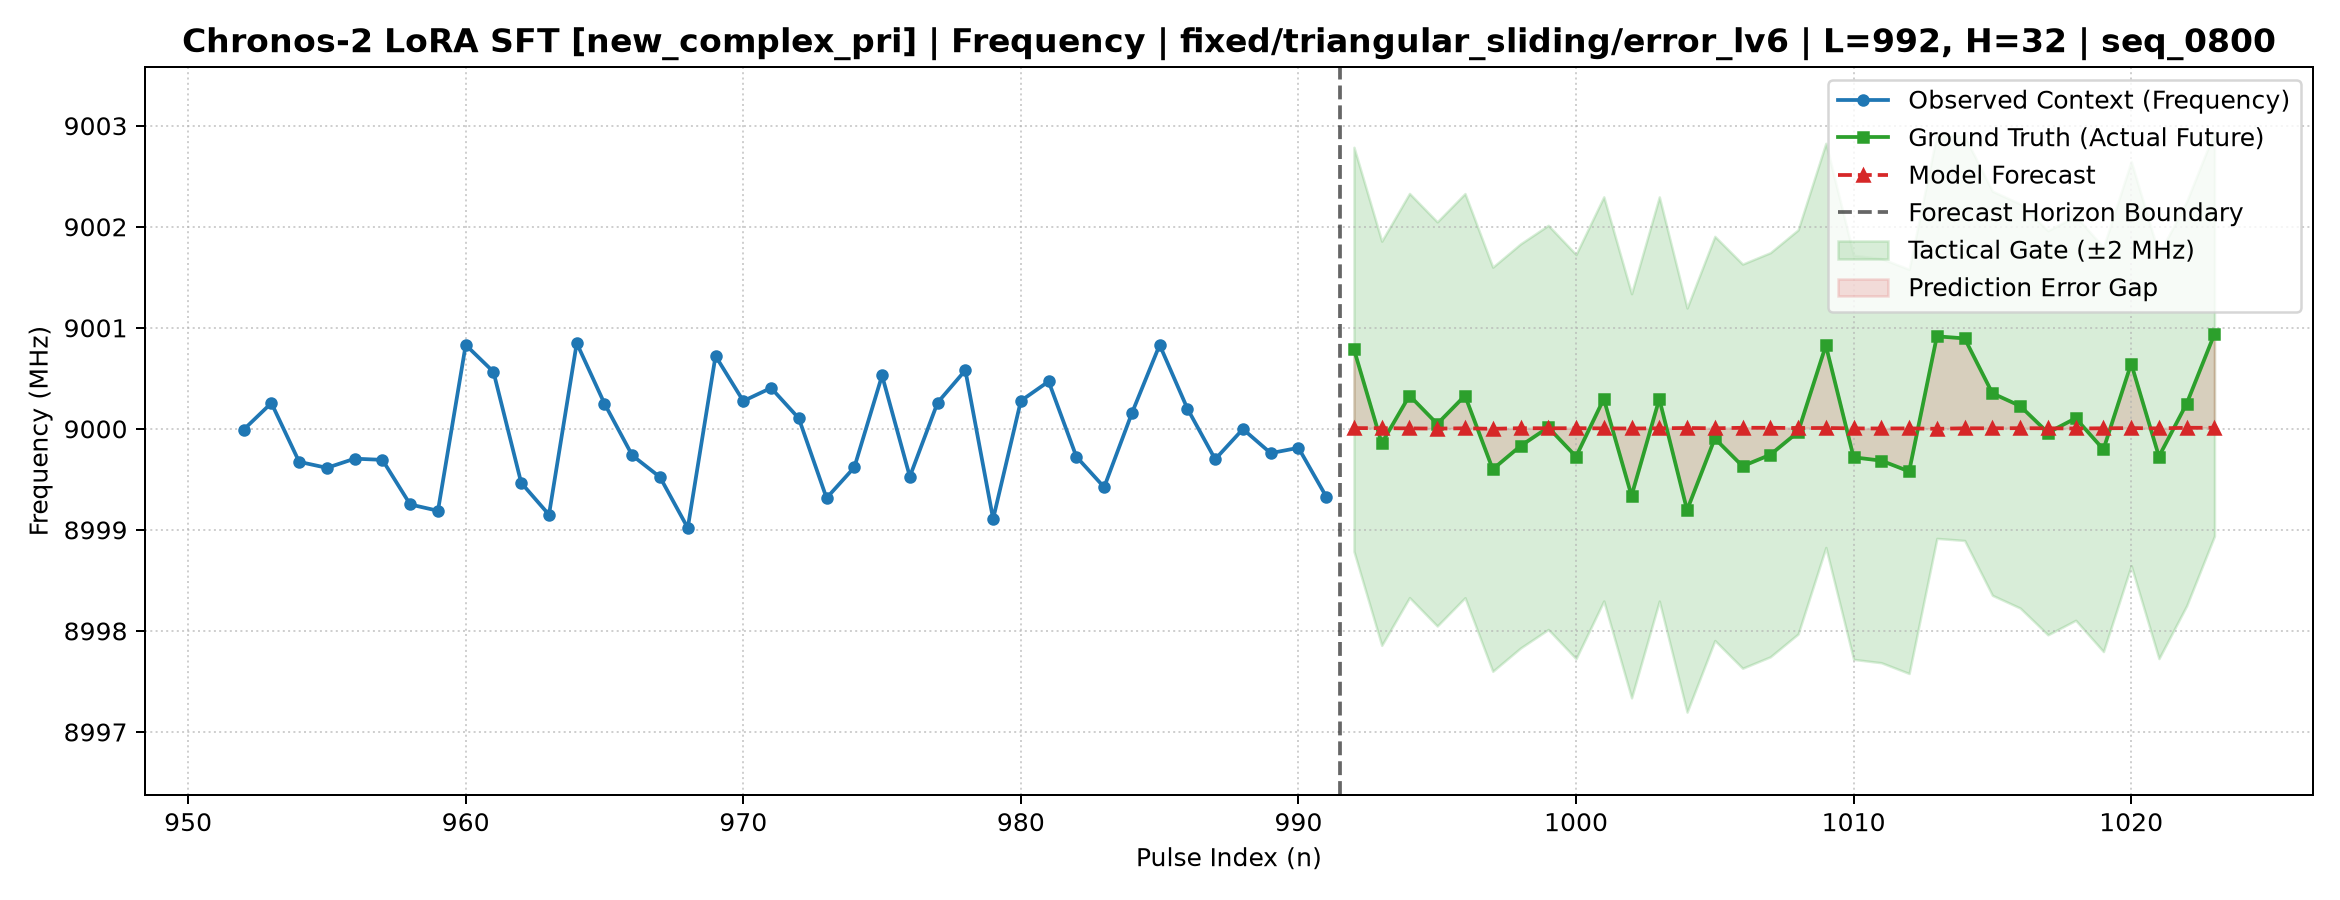 Chronos-2 LoRA SFT [new_complex_pri] | Frequency | fixed/triangular_sliding/error_lv6 | L=992, H=32 | seq_0800
Observed Context (Frequency)
Ground Truth (Actual Future)
Model Forecast
Forecast Horizon Boundary
Tactical Gate (±2 MHz)
Prediction Error Gap
Frequency (MHz)
9003
9002
9001
9000
8999
8998
8997
950 960 970 980 990 1000 1010 1020
Pulse Index (n)